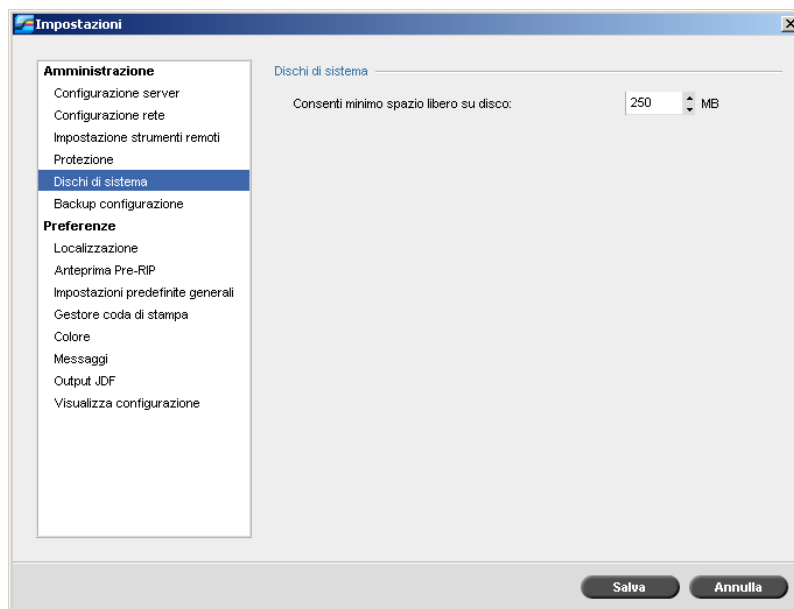 Impostazioni
Amministrazione
Configurazione server
Configurazione rete
Impostazione strumenti remoti
Protezione
Dischi di sistema
Backup configurazione
Preferenze
Localizzazione
Anteprima Pre-RIP
Impostazioni predefinite generali
Gestore coda di stampa
Colore
Messaggi
Output JDF
Visualizza configurazione
Dischi di sistema
Consenti minimo spazio libero su disco: 250 MB
Salva Annulla